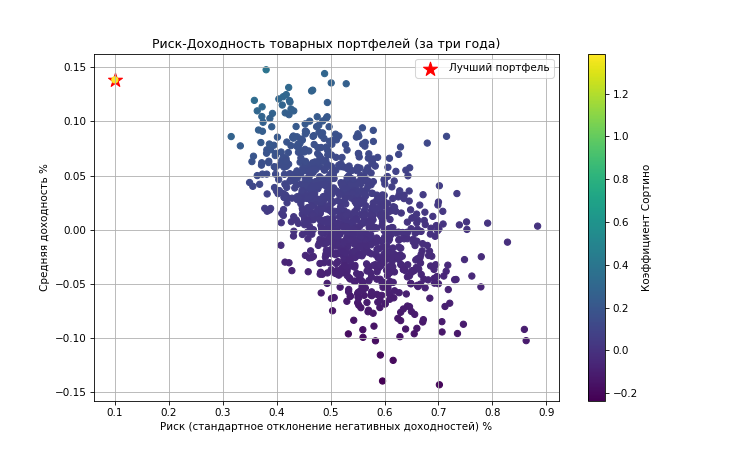 Риск-Доходность товарных портфелей (за три года)
Лучший портфель
Средняя доходность %
0.15
0.10
0.05
0.00
−0.05
−0.10
−0.15
0.1 0.2 0.3 0.4 0.5 0.6 0.7 0.8 0.9
Риск (стандартное отклонение негативных доходностей) %
1.2
1.0
0.8
0.6
0.4
0.2
0.0
−0.2
Коэффициент Сортино